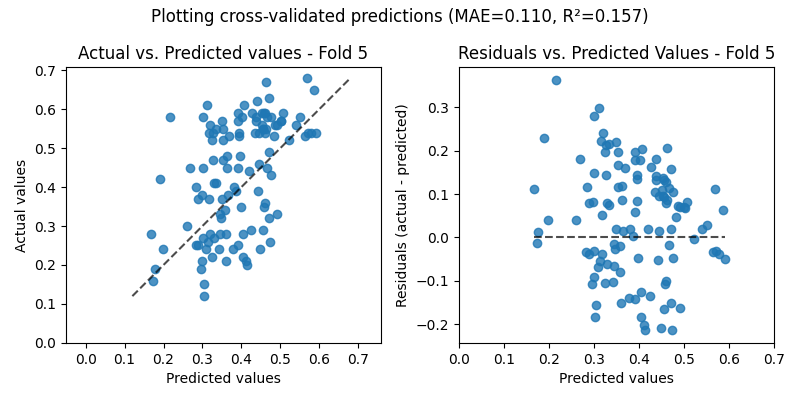 Plotting cross-validated predictions (MAE=0.110, R²=0.157)
Actual vs. Predicted values - Fold 5
Actual values
0.7
0.6
0.5
0.4
0.3
0.2
0.1
0.0
0.0 0.1 0.2 0.3 0.4 0.5 0.6 0.7
Predicted values
Residuals vs. Predicted Values - Fold 5
Residuals (actual - predicted)
0.3
0.2
0.1
0.0
−0.1
−0.2
0.0 0.1 0.2 0.3 0.4 0.5 0.6 0.7
Predicted values